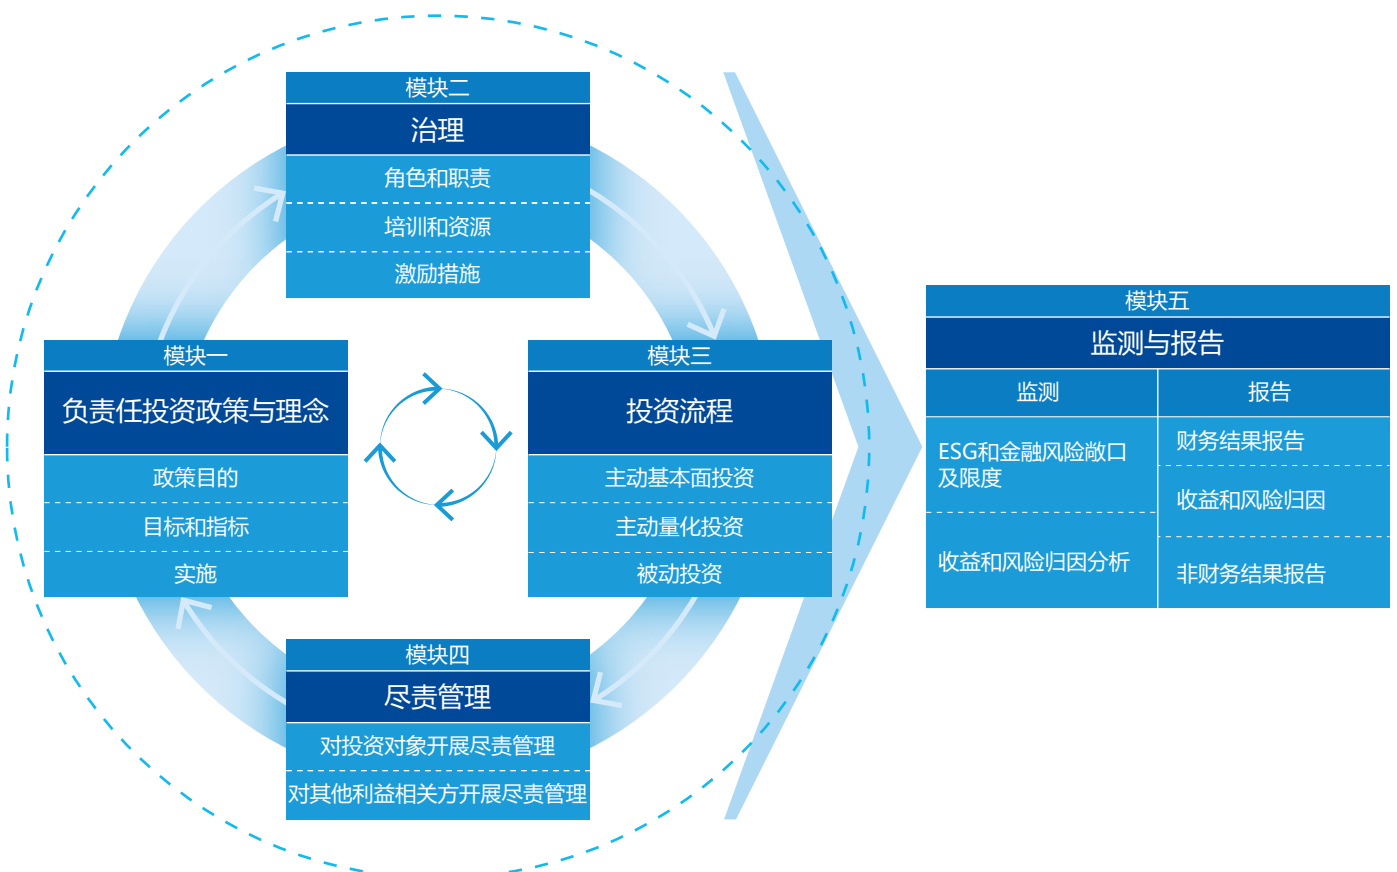 模块二
治理
角色和职责
培训和资源
激励措施
模块一
负责任投资政策与理念
政策目的
目标和指标
实施
模块三
投资流程
主动基本面投资
主动量化投资
被动投资
模块四
尽责管理
对投资对象开展尽责管理
对其他利益相关方开展尽责管理
模块五
监测与报告
监测
ESG和金融风险敞口
及限度
收益和风险归因分析
报告
财务结果报告
收益和风险归因
非财务结果报告